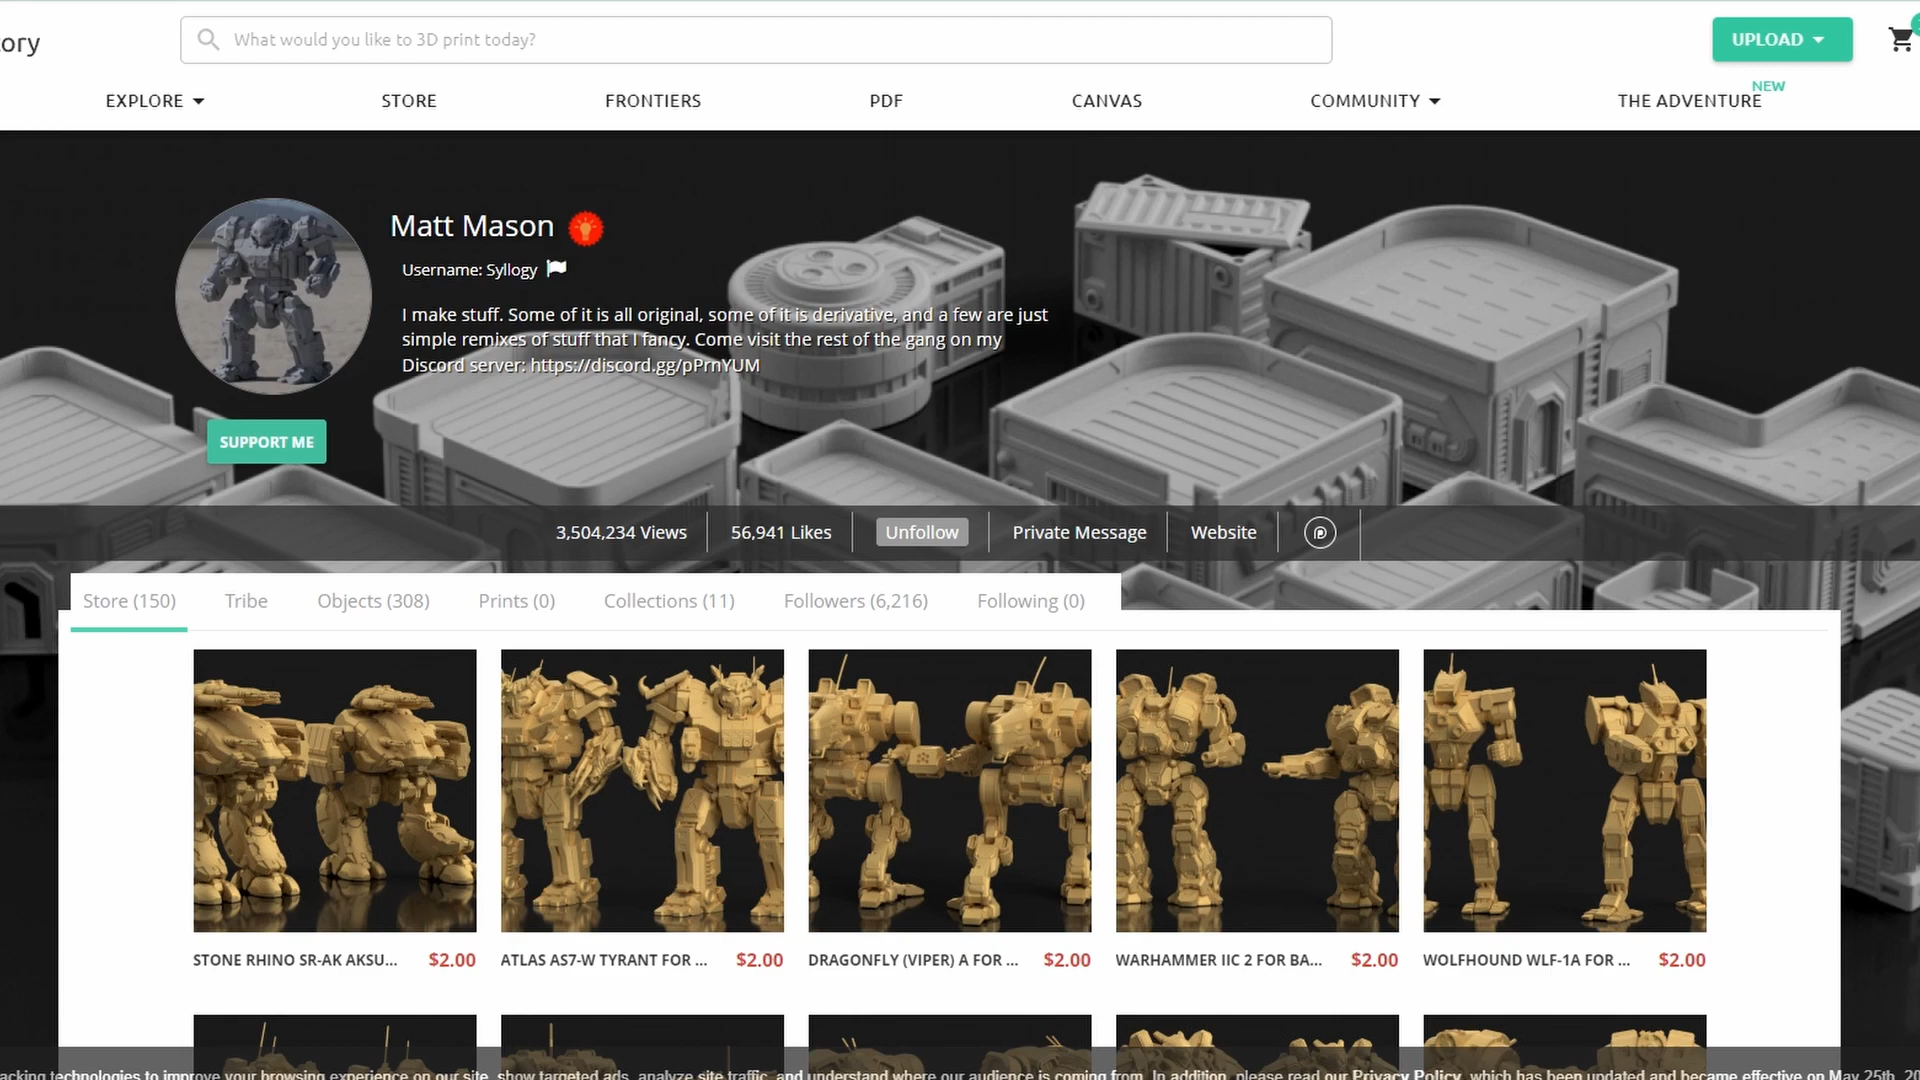 ory
What would you like to 3D print today?
UPLOAD
EXPLORE
STORE
FRONTIERS
PDF
CANVAS
COMMUNITY
THE ADVENTURE
NEW
Matt Mason
Username: Syllogy
I make stuff. Some of it is all original, some of it is derivative, and a few are just
simple remixes of stuff that I fancy. Come visit the rest of the gang on my
Discord server: https://discord.gg/pPrnYUM
SUPPORT ME
3,504,234 Views
56,941 Likes
Unfollow
Private Message
Website
Store (150)
Tribe
Objects (308)
Prints (0)
Collections (11)
Followers (6,216)
Following (0)
STONE RHINO SR-AK AKSU... $2.00
ATLAS AS7-W TYRANT FOR ... $2.00
DRAGONFLY (VIPER) A FOR ... $2.00
WARHAMMER IIC 2 FOR BA... $2.00
WOLFHOUND WLF-1A FOR ... $2.00
acking technologies to improve your browsing experience on our site, show targeted ads, analyze site traffic, and understand where our audience is coming from. In addition, please read our Privacy Policy, which has been updated and became effective on May 25th, 20